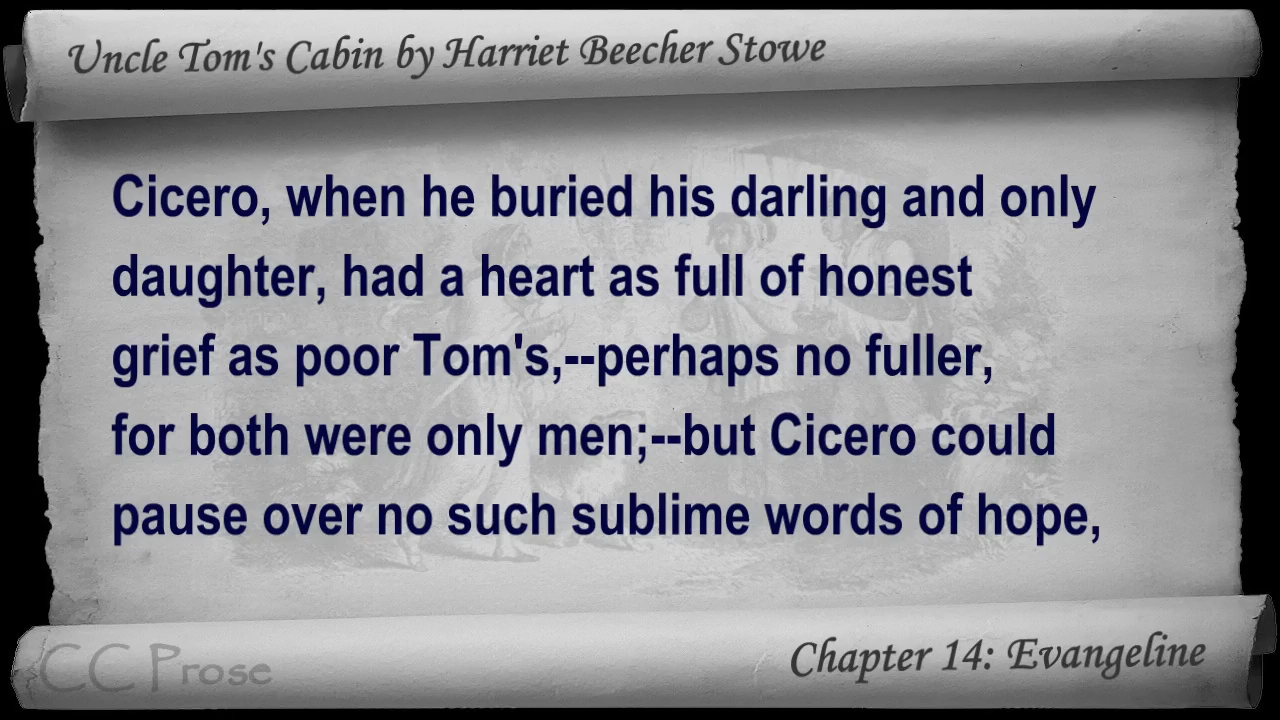 Uncle Tom's Cabin by Harriet Beecher Stowe
Cicero, when he buried his darling and only
daughter, had a heart as full of honest
grief as poor Tom's,--perhaps no fuller,
for both were only men;--but Cicero could
pause over no such sublime words of hope,
CC Prose
Chapter 14: Evangeline